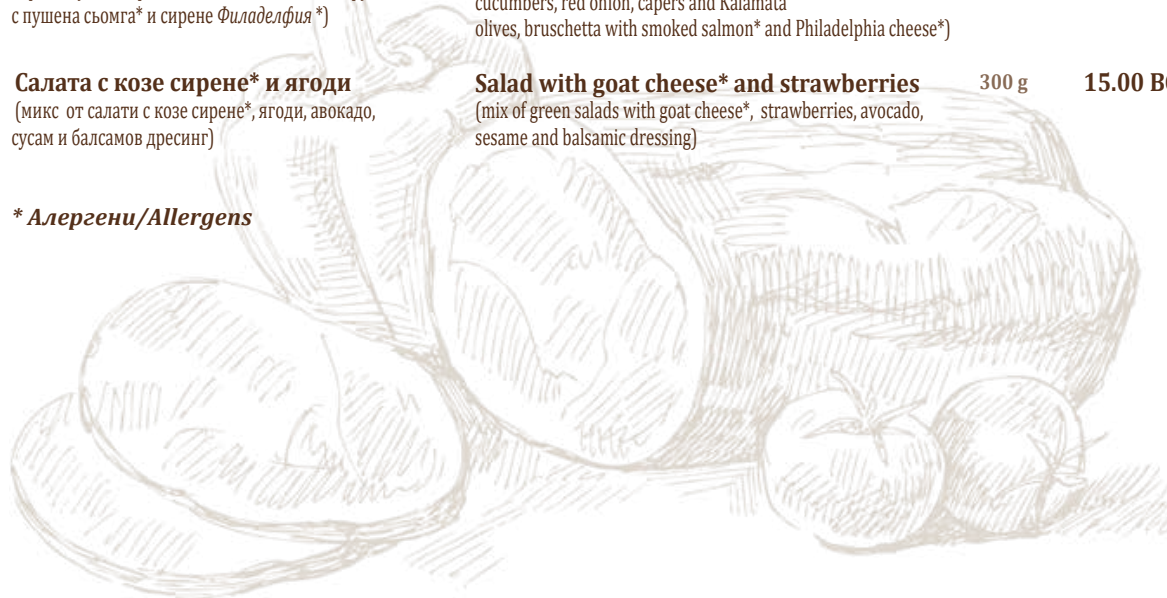 с пушена сьомга* и сирене Филаделфия *)
cucumbers, red onion, capers and Kalamata
olives, bruschetta with smoked salmon* and Philadelphia cheese*)
Салата с козе сирене* и ягоди
(микс от салати с козе сирене*, ягоди, авокадо,
сусам и балсамов дресинг)
Salad with goat cheese* and strawberries
300 g
15.00
(mix of green salads with goat cheese*, strawberries, avocado,
sesame and balsamic dressing)
* Алергени/Allergens